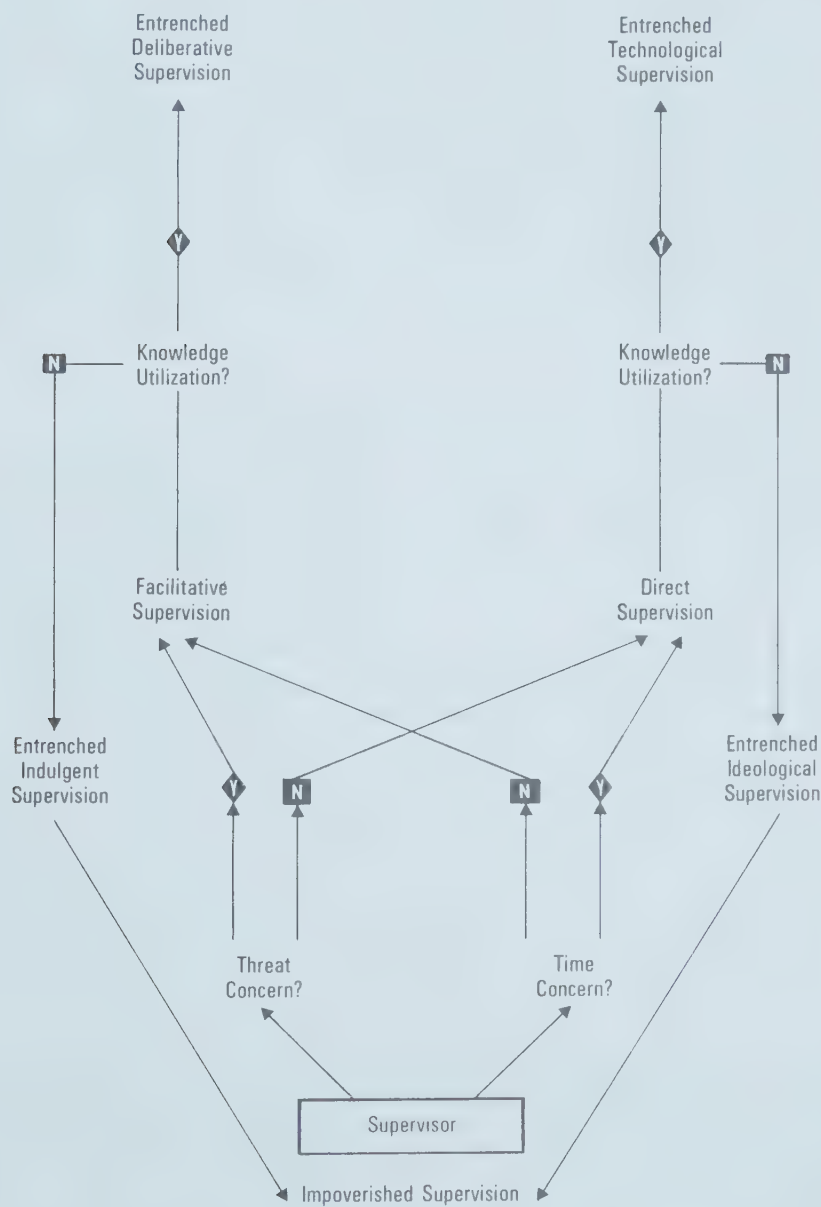 Entrenched
Deliberative
Supervision
Entrenched
Technological
Supervision
Y
Y
N
Knowledge
Utilization?
Knowledge
Utilization?
N
Facilitative
Supervision
Direct
Supervision
Entrenched
Indulgent
Supervision
Y
N
N
Y
Entrenched
Ideological
Supervision
Threat
Concern?
Time
Concern?
Supervisor
Impoverished Supervision